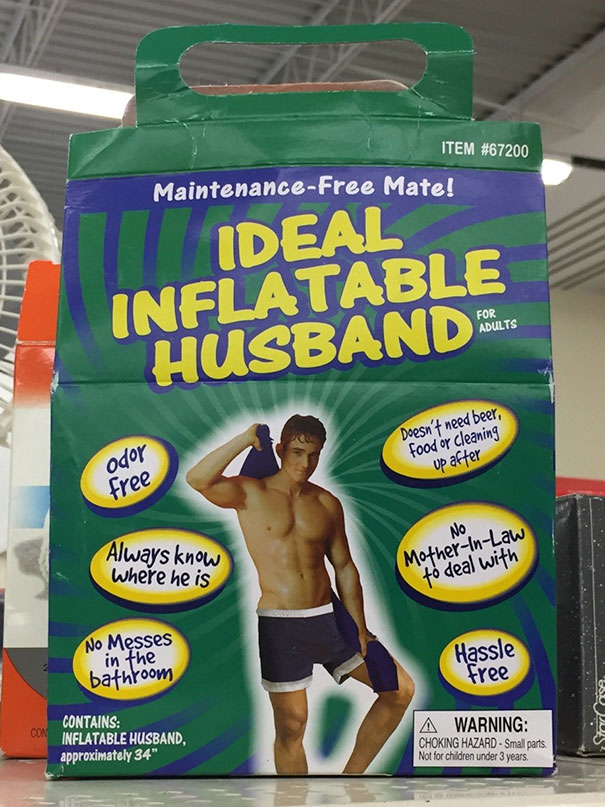 ITEM #67200
Maintenance-Free Mate!
IDEAL
INFLATABLE
HUSBAND
FOR
ADULTS
odor
free
Doesn't need beer,
food or cleaning
up after
Always know
where he is
No
Mother-In-Law
to deal with
No Messes
in the
bathroom
Hassle
free
CONTAINS:
INFLATABLE HUSBAND,
approximately 34"
WARNING:
CHOKING HAZARD - Small parts.
Not for children under 3 years.
CON